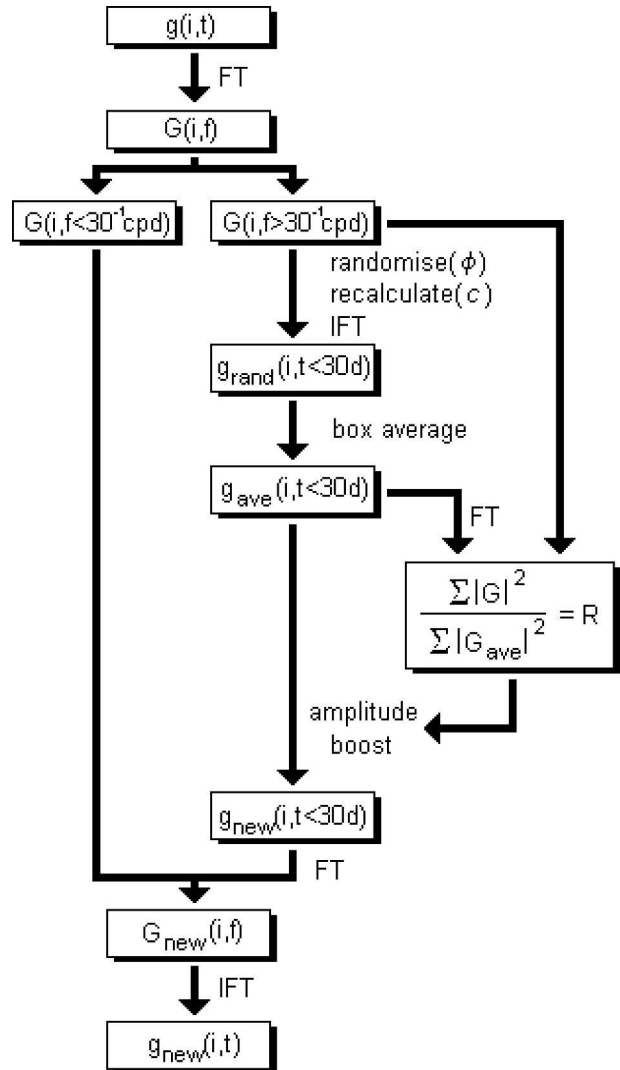 g(i,t)
FT
G(i,f)
G(i,f<30⁻¹cpd)
G(i,f>30⁻¹cpd)
randomise(ϕ)
recalculate(c)
IFT
g_rand(i,t<30d)
box average
g_ave(i,t<30d)
FT
Σ|G|²
Σ|G_ave|²
= R
amplitude
boost
g_new(i,t<30d)
FT
G_new(i,f)
IFT
g_new(i,t)